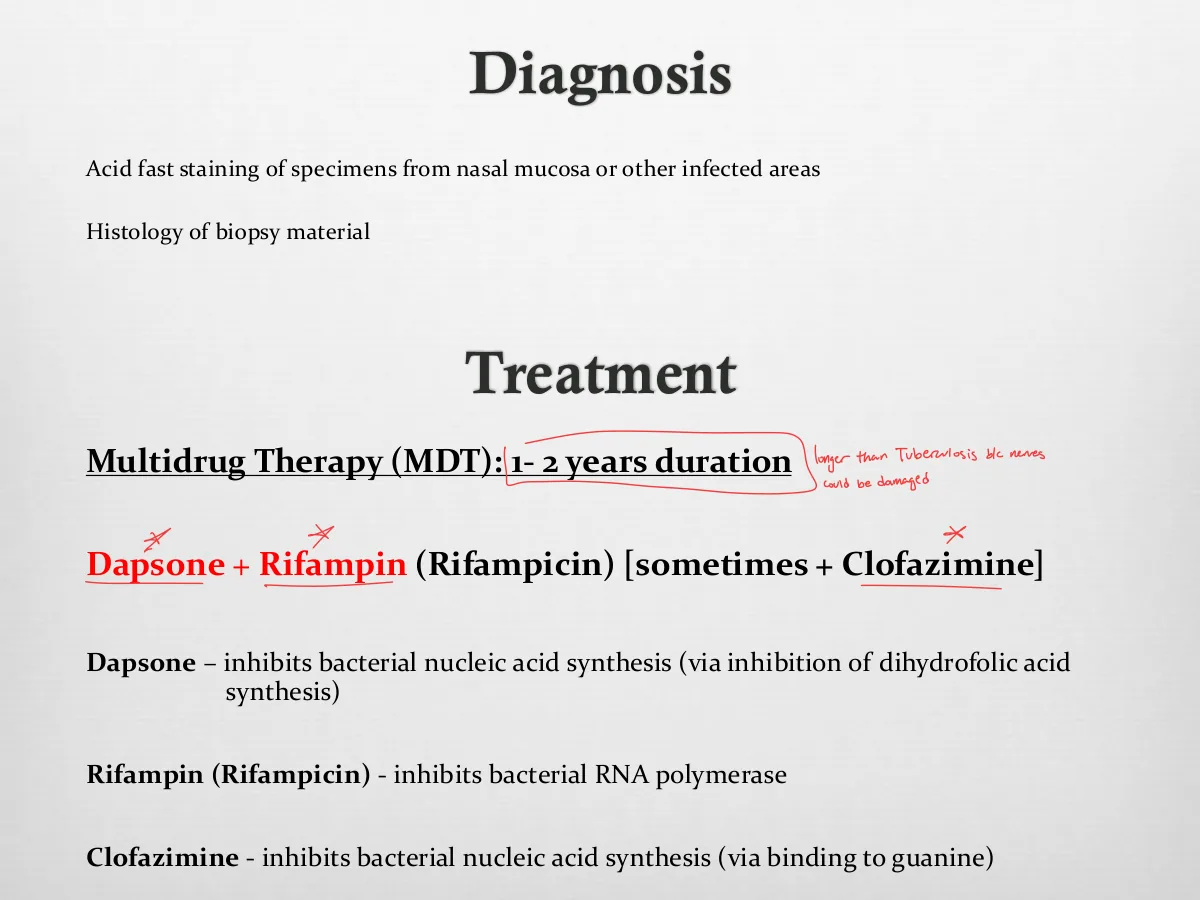 Diagnosis
Acid fast staining of specimens from nasal mucosa or other infected areas
Histology of biopsy material
Treatment
Multidrug Therapy (MDT): 1- 2 years duration
longer than Tuberculosis b/c nerves
could be damaged
Dapsone + Rifampin (Rifampicin) [sometimes + Clofazimine]
Dapsone – inhibits bacterial nucleic acid synthesis (via inhibition of dihydrofolic acid
synthesis)
Rifampin (Rifampicin) - inhibits bacterial RNA polymerase
Clofazimine - inhibits bacterial nucleic acid synthesis (via binding to guanine)